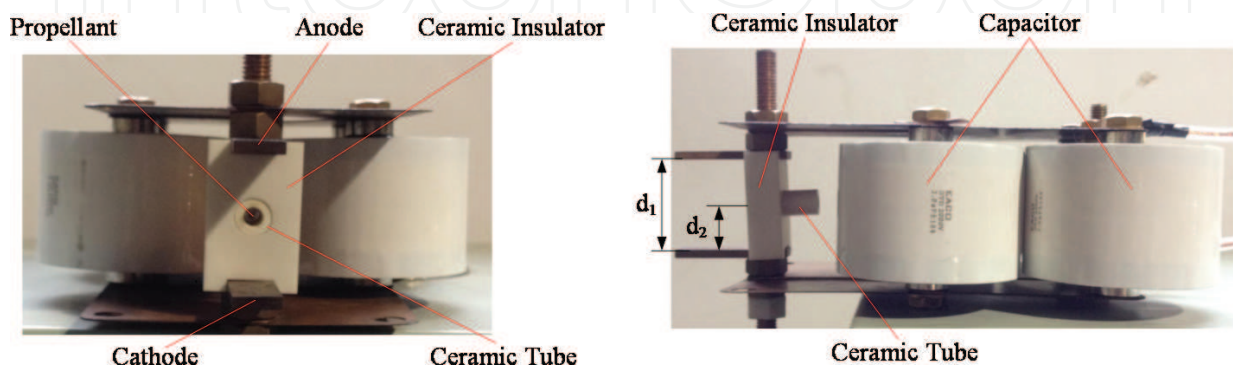 Propellant
Anode
Ceramic Insulator
Cathode
Ceramic Tube
Ceramic Insulator
Capacitor
d₁
d₂
Ceramic Tube